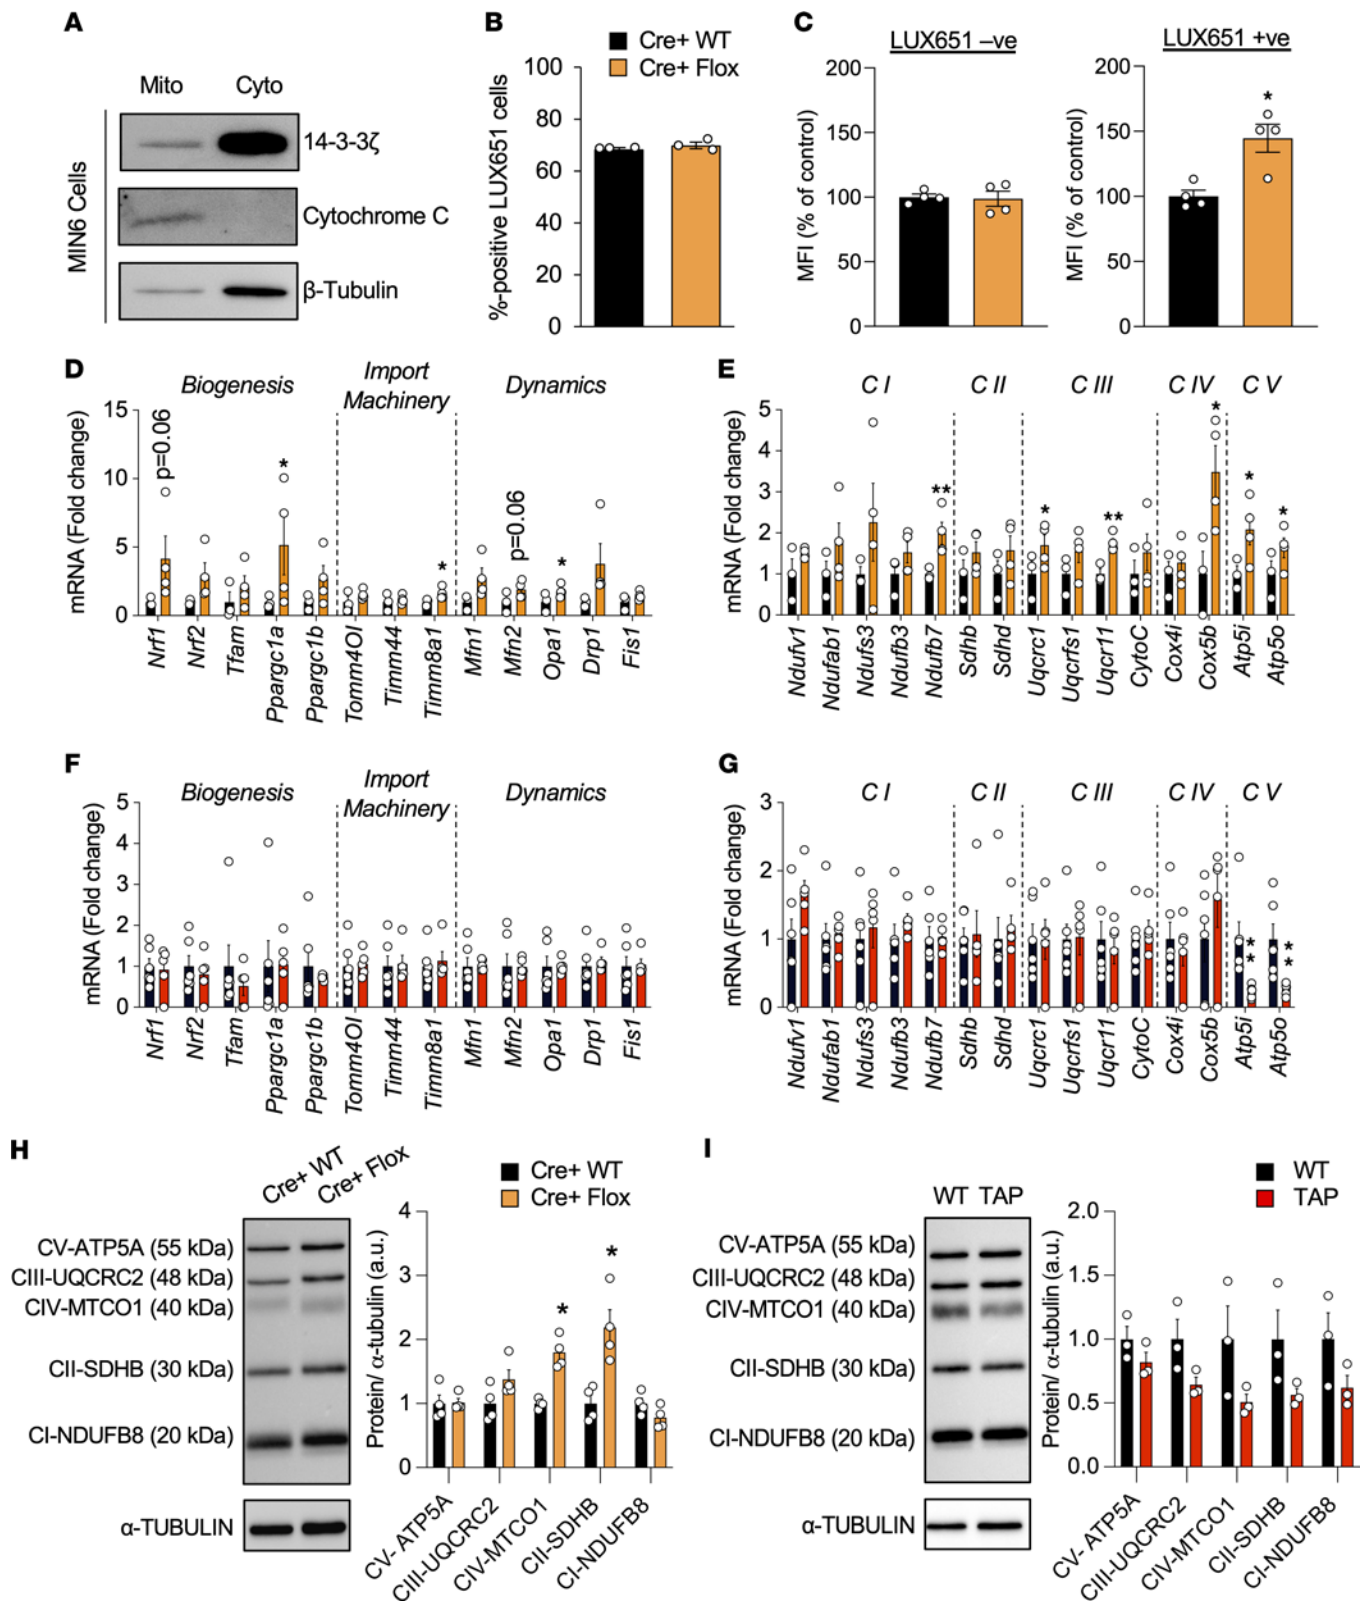 A
Mito Cyto
MIN6 Cells
14-3-3ζ
Cytochrome C
β-Tubulin
B
Cre+ WT
Cre+ Flox
%-positive LUX651 cells
100
80
60
40
20
0
C
LUX651 –ve
MFI (% of control)
200
150
100
50
0
LUX651 +ve
MFI (% of control)
200
150
100
50
0
*
D
Biogenesis
Import
Machinery
Dynamics
mRNA (Fold change)
15
10
5
0
p=0.06
*
*
p=0.06
*
Nrf1 Nrf2 Tfam Ppargc1a Ppargc1b Tomm40l Timm44 Timm8a1 Mfn1 Mfn2 Opa1 Drp1 Fis1
E
C I C II C III C IV C V
mRNA (Fold change)
5
4
3
2
1
0
** * ** * * *
Ndufv1 Ndufab1 Ndufs3 Ndufb3 Ndufb7 Sdhb Sdhd Uqcrc1 Uqcrfs1 Uqcr11 CytoC Cox4i Cox5b Atp5i Atp5o
F
Biogenesis
Import
Machinery
Dynamics
mRNA (Fold change)
5
4
3
2
1
0
Nrf1 Nrf2 Tfam Ppargc1a Ppargc1b Tomm40l Timm44 Timm8a1 Mfn1 Mfn2 Opa1 Drp1 Fis1
G
C I C II C III C IV C V
mRNA (Fold change)
3
2
1
0
** **
Ndufv1 Ndufab1 Ndufs3 Ndufb3 Ndufb7 Sdhb Sdhd Uqcrc1 Uqcrfs1 Uqcr11 CytoC Cox4i Cox5b Atp5i Atp5o
H
Cre+ WT
Cre+ Flox
CV-ATP5A (55 kDa)
CIII-UQCRC2 (48 kDa)
CIV-MTCO1 (40 kDa)
CII-SDHB (30 kDa)
CI-NDUFB8 (20 kDa)
α-TUBULIN
Cre+ WT
Cre+ Flox
Protein/ α-tubulin (a.u.)
4
3
2
1
0
* *
CV- ATP5A CIII-UQCRC2 CIV-MTCO1 CII-SDHB CI-NDUFB8
I
WT TAP
CV-ATP5A (55 kDa)
CIII-UQCRC2 (48 kDa)
CIV-MTCO1 (40 kDa)
CII-SDHB (30 kDa)
CI-NDUFB8 (20 kDa)
α-TUBULIN
WT
TAP
Protein/ α-tubulin (a.u.)
2.0
1.5
1.0
0.5
0.0
CV- ATP5A CIII-UQCRC2 CIV-MTCO1 CII-SDHB CI-NDUFB8